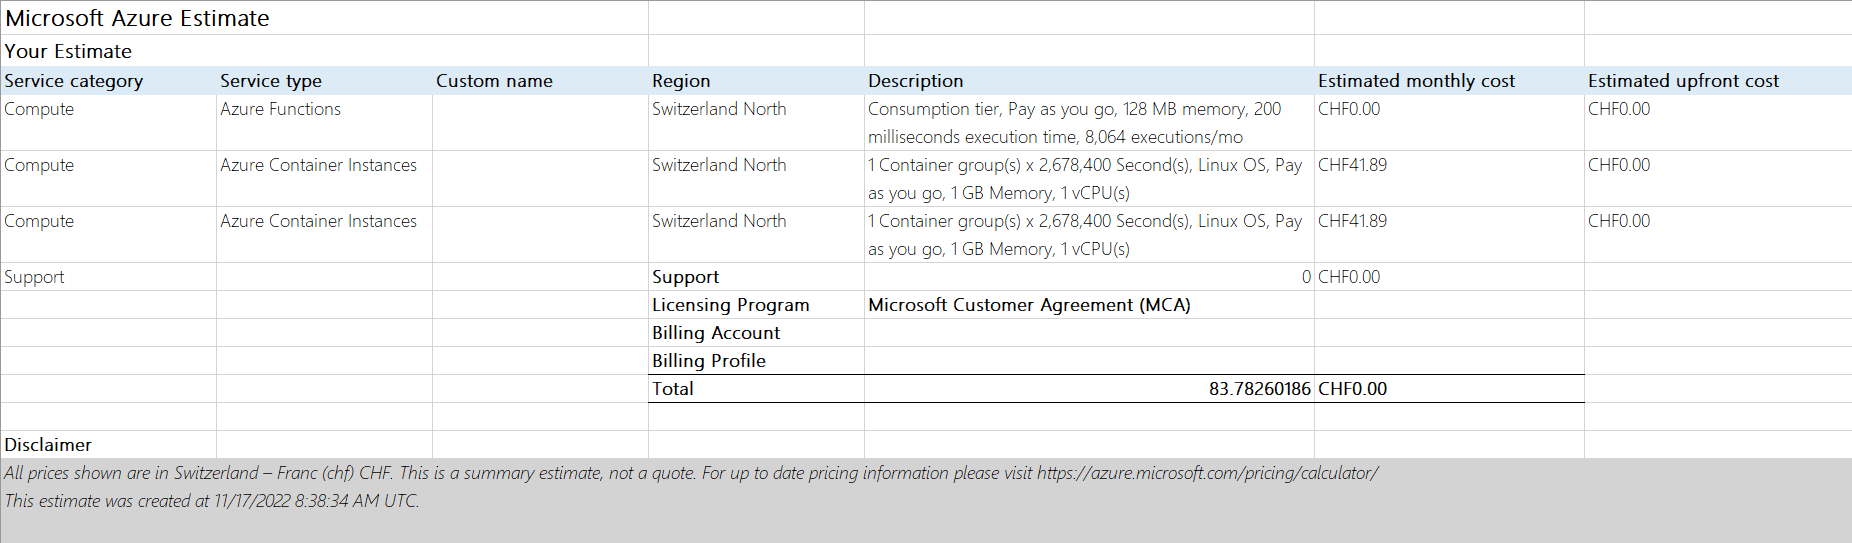 Microsoft Azure Estimate
Your Estimate
Service category Service type Custom name Region Description Estimated monthly cost Estimated upfront cost
Compute Azure Functions Switzerland North Consumption tier, Pay as you go, 128 MB memory, 200 CHF0.00 CHF0.00
milliseconds execution time, 8,064 executions/mo
Compute Azure Container Instances Switzerland North 1 Container group(s) x 2,678,400 Second(s), Linux OS, Pay CHF41.89 CHF0.00
as you go, 1 GB Memory, 1 vCPU(s)
Compute Azure Container Instances Switzerland North 1 Container group(s) x 2,678,400 Second(s), Linux OS, Pay CHF41.89 CHF0.00
as you go, 1 GB Memory, 1 vCPU(s)
Support Support 0 CHF0.00
Licensing Program Microsoft Customer Agreement (MCA)
Billing Account
Billing Profile
Total 83.78260186 CHF0.00
Disclaimer
All prices shown are in Switzerland – Franc (chf) CHF. This is a summary estimate, not a quote. For up to date pricing information please visit https://azure.microsoft.com/pricing/calculator/
This estimate was created at 11/17/2022 8:38:34 AM UTC.